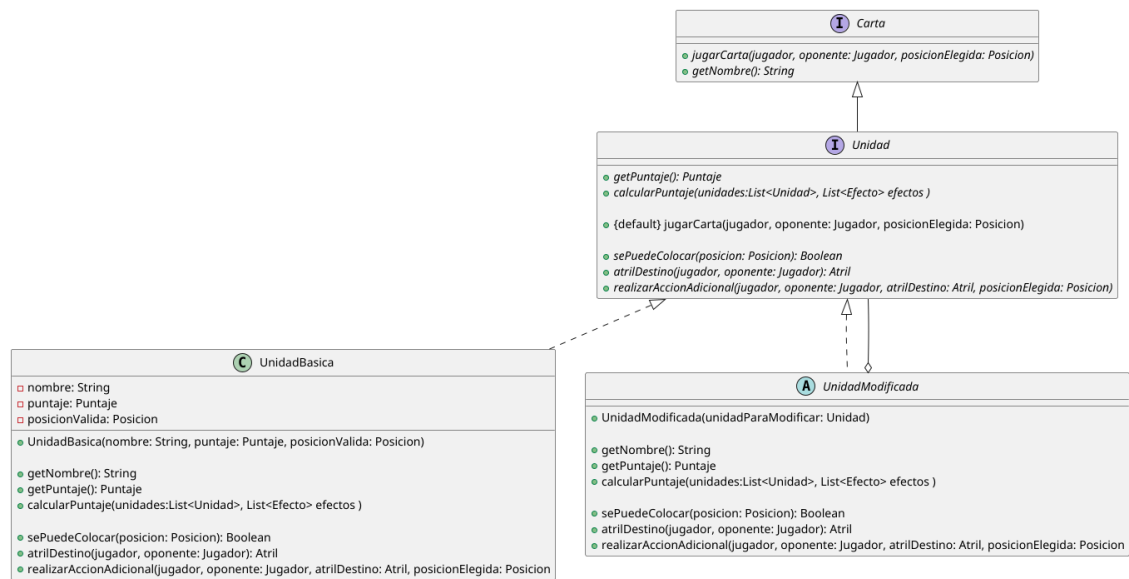 I Carta
jugarCarta(jugador, oponente: Jugador, posicionElegida: Posicion)
getNombre(): String
I Unidad
getPuntaje(): Puntaje
calcularPuntaje(unidades:List<Unidad>, List<Efecto> efectos )
{default} jugarCarta(jugador, oponente: Jugador, posicionElegida: Posicion)
sePuedeColocar(posicion: Posicion): Boolean
atrilDestino(jugador, oponente: Jugador): Atril
realizarAccionAdicional(jugador, oponente: Jugador, atrilDestino: Atril, posicionElegida: Posicion)
C UnidadBasica
nombre: String
puntaje: Puntaje
posicionValida: Posicion
UnidadBasica(nombre: String, puntaje: Puntaje, posicionValida: Posicion)
getNombre(): String
getPuntaje(): Puntaje
calcularPuntaje(unidades:List<Unidad>, List<Efecto> efectos )
sePuedeColocar(posicion: Posicion): Boolean
atrilDestino(jugador, oponente: Jugador): Atril
realizarAccionAdicional(jugador, oponente: Jugador, atrilDestino: Atril, posicionElegida: Posicion
A UnidadModificada
UnidadModificada(unidadParaModificar: Unidad)
getNombre(): String
getPuntaje(): Puntaje
calcularPuntaje(unidades:List<Unidad>, List<Efecto> efectos )
sePuedeColocar(posicion: Posicion): Boolean
atrilDestino(jugador, oponente: Jugador): Atril
realizarAccionAdicional(jugador, oponente: Jugador, atrilDestino: Atril, posicionElegida: Posicion